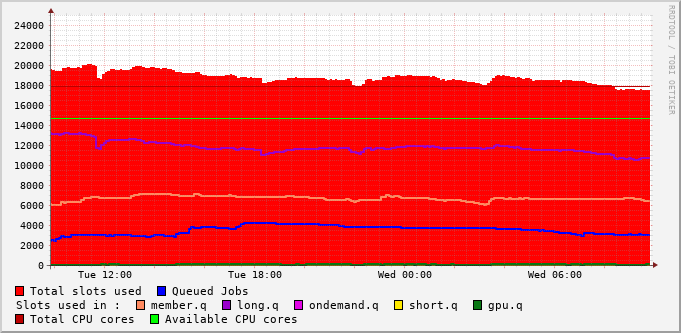 RRDTOOL / TOBI OETIKER
24000
22000
20000
18000
16000
14000
12000
10000
8000
6000
4000
2000
0
Tue 12:00 Tue 18:00 Wed 00:00 Wed 06:00
Total slots used Queued Jobs
Slots used in : member.q long.q ondemand.q short.q gpu.q
Total CPU cores Available CPU cores